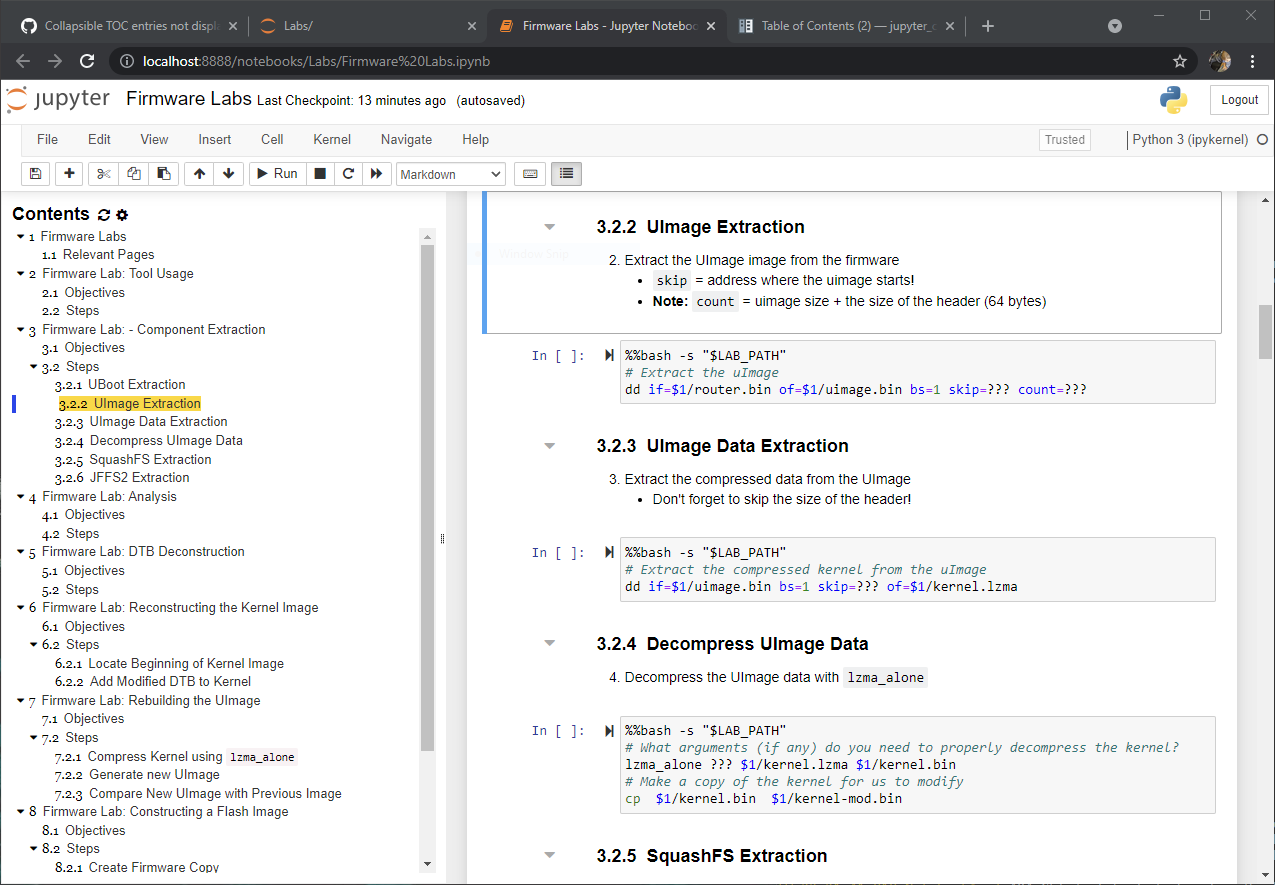 Collapsible TOC entries not displ
Labs/
Firmware Labs - Jupyter Noteboo
Table of Contents (2) — jupyter_c
localhost:8888/notebooks/Labs/Firmware%20Labs.ipynb
jupyter Firmware Labs Last Checkpoint: 13 minutes ago (autosaved)
Logout
File Edit View Insert Cell Kernel Navigate Help
Trusted Python 3 (ipykernel)
Run Markdown
Contents
1 Firmware Labs
1.1 Relevant Pages
2 Firmware Lab: Tool Usage
2.1 Objectives
2.2 Steps
3 Firmware Lab: - Component Extraction
3.1 Objectives
3.2 Steps
3.2.1 UBoot Extraction
3.2.2 UImage Extraction
3.2.3 UImage Data Extraction
3.2.4 Decompress UImage Data
3.2.5 SquashFS Extraction
3.2.6 JFFS2 Extraction
4 Firmware Lab: Analysis
4.1 Objectives
4.2 Steps
5 Firmware Lab: DTB Deconstruction
5.1 Objectives
5.2 Steps
6 Firmware Lab: Reconstructing the Kernel Image
6.1 Objectives
6.2 Steps
6.2.1 Locate Beginning of Kernel Image
6.2.2 Add Modified DTB to Kernel
7 Firmware Lab: Rebuilding the UImage
7.1 Objectives
7.2 Steps
7.2.1 Compress Kernel using lzma_alone
7.2.2 Generate new UImage
7.2.3 Compare New UImage with Previous Image
8 Firmware Lab: Constructing a Flash Image
8.1 Objectives
8.2 Steps
8.2.1 Create Firmware Copy
3.2.2 UImage Extraction
2. Extract the UImage image from the firmware
• skip = address where the uimage starts!
• Note: count = uimage size + the size of the header (64 bytes)
In [ ]: %%bash -s "$LAB_PATH"
# Extract the uImage
dd if=$1/router.bin of=$1/uimage.bin bs=1 skip=??? count=???
3.2.3 UImage Data Extraction
3. Extract the compressed data from the UImage
• Don't forget to skip the size of the header!
In [ ]: %%bash -s "$LAB_PATH"
# Extract the compressed kernel from the uImage
dd if=$1/uimage.bin bs=1 skip=??? of=$1/kernel.lzma
3.2.4 Decompress UImage Data
4. Decompress the UImage data with lzma_alone
In [ ]: %%bash -s "$LAB_PATH"
# What arguments (if any) do you need to properly decompress the kernel?
lzma_alone ??? $1/kernel.lzma $1/kernel.bin
# Make a copy of the kernel for us to modify
cp $1/kernel.bin $1/kernel-mod.bin
3.2.5 SquashFS Extraction